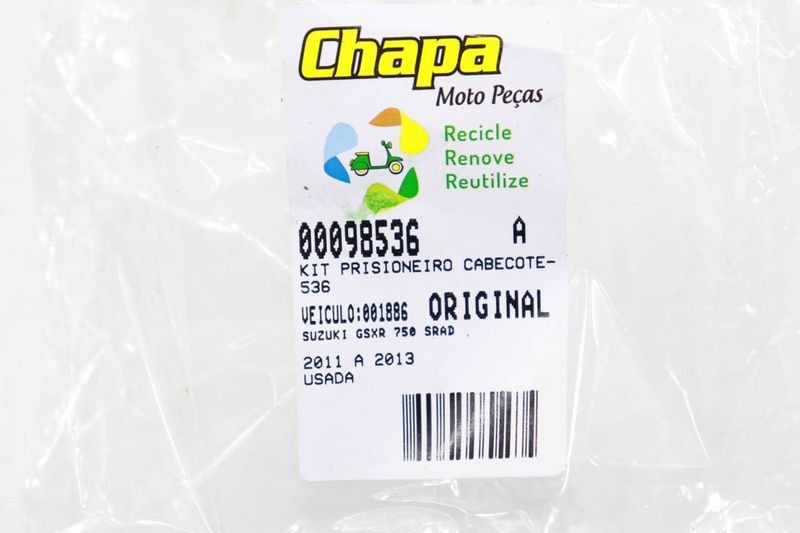 Chapa
Moto Peças
Recicle
Renove
Reutilize
00098536 A
KIT PRISIONEIRO CABECOTE-
536
VEICULO:001886 ORIGINAL
SUZUKI GSXR 750 SRAD
2011 A 2013
USADA